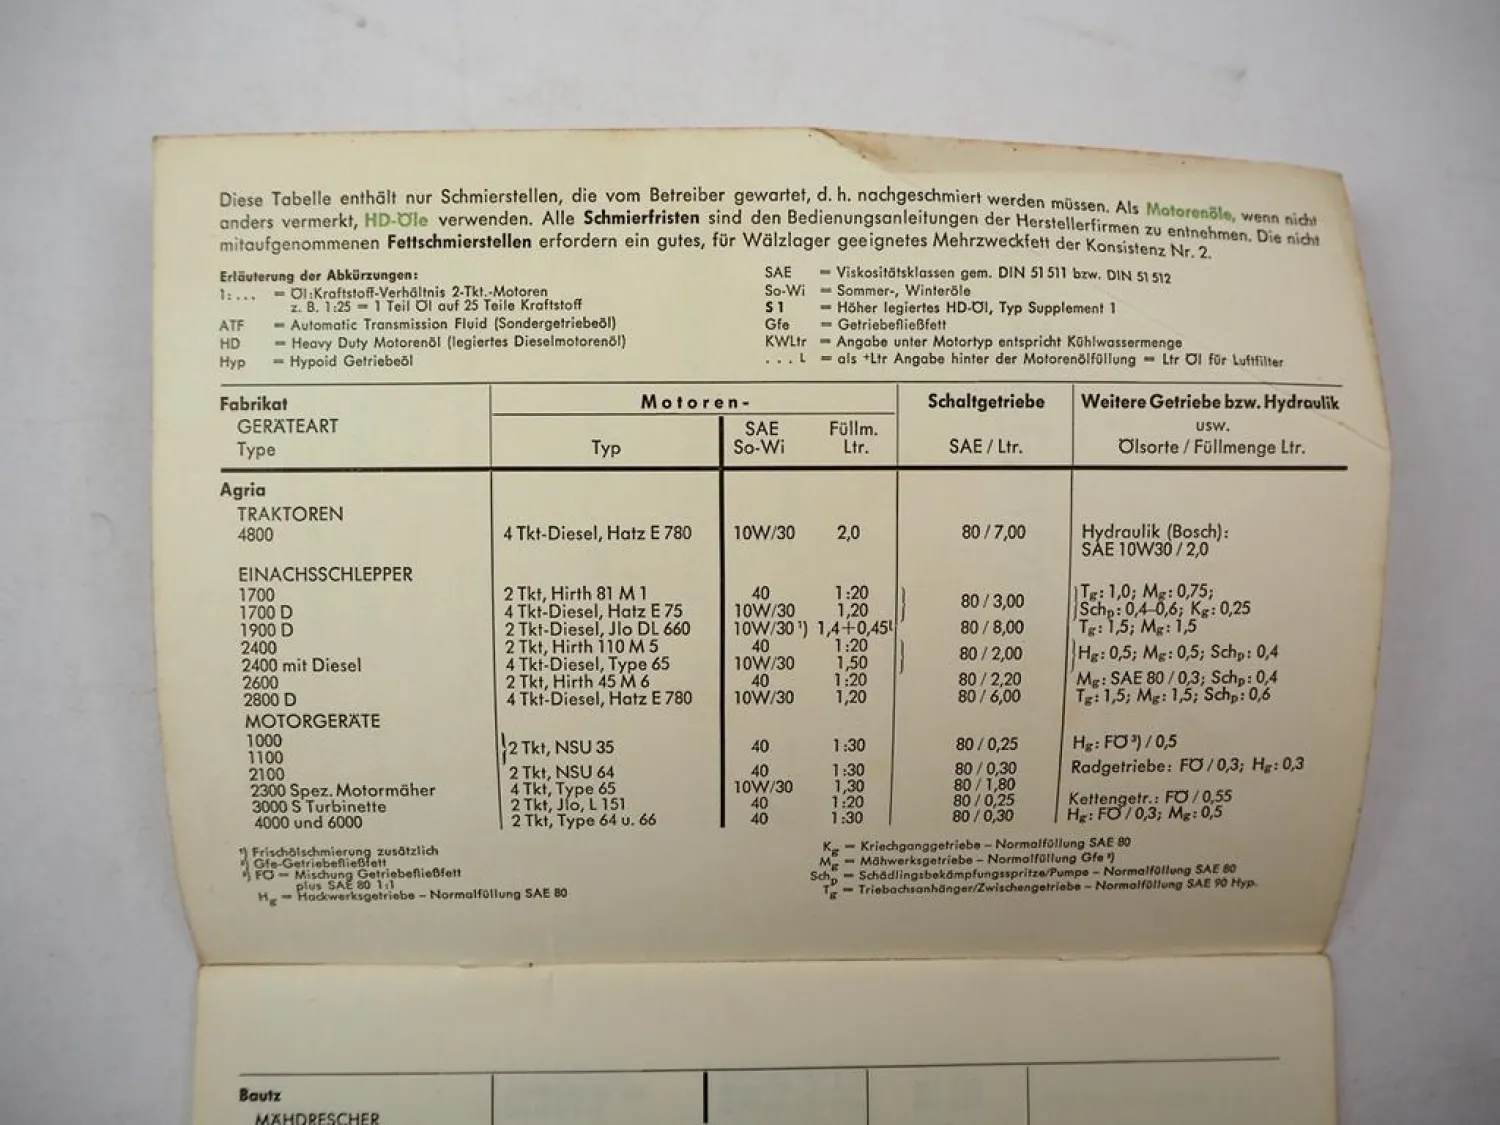 Diese Tabelle enthält nur Schmierstellen, die vom Betreiber gewartet, d. h. nachgeschmiert werden müssen. Als Motorenöle, wenn nicht
anders vermerkt, HD-Öle verwenden. Alle Schmierfristen sind den Bedienungsanleitungen der Herstellerfirmen zu entnehmen. Die nicht
mitaufgenommenen Fettschmierstellen erfordern ein gutes, für Wälzlager geeignetes Mehrzweckfett der Konsistenz Nr. 2.
Erläuterung der Abkürzungen:
1: . . . = Öl:Kraftstoff-Verhältnis 2-Tkt.-Motoren
z. B. 1:25 = 1 Teil Öl auf 25 Teile Kraftstoff
ATF = Automatic Transmission Fluid (Sondergetriebeöl)
HD = Heavy Duty Motorenöl (legiertes Dieselmotorenöl)
Hyp = Hypoid Getriebeöl
SAE = Viskositätsklassen gem. DIN 51 511 bzw. DIN 51 512
So-Wi = Sommer-, Winteröle
S 1 = Höher legiertes HD-Öl, Typ Supplement 1
Gfe = Getriebefließfett
KWLtr = Angabe unter Motortyp entspricht Kühlwassermenge
. . . L = als +Ltr Angabe hinter der Motorenölfüllung = Ltr Öl für Luftfilter
Fabrikat Motoren- Schaltgetriebe Weitere Getriebe bzw. Hydraulik
GERÄTEART SAE Füllm. usw.
Type Typ So-Wi Ltr. SAE / Ltr. Ölsorte / Füllmenge Ltr.
Agria
TRAKTOREN
4800 4 Tkt-Diesel, Hatz E 780 10W/30 2,0 80 / 7,00 Hydraulik (Bosch):
SAE 10W30 / 2,0
EINACHSSCHLEPPER
1700 2 Tkt, Hirth 81 M 1 40 1:20 } 80 / 3,00 } Tg: 1,0; Mg: 0,75;
1700 D 4 Tkt-Diesel, Hatz E 75 10W/30 1,20 Schp: 0,4–0,6; Kg: 0,25
1900 D 2 Tkt-Diesel, Jlo DL 660 10W/30 ¹) 1,4+0,45ᴸ 80 / 8,00 Tg: 1,5; Mg: 1,5
2400 2 Tkt, Hirth 110 M 5 40 1:20 } 80 / 2,00 } Hg: 0,5; Mg: 0,5; Schp: 0,4
2400 mit Diesel 4 Tkt-Diesel, Type 65 10W/30 1,50
2600 2 Tkt, Hirth 45 M 6 40 1:20 80 / 2,20 Mg: SAE 80 / 0,3; Schp: 0,4
2800 D 4 Tkt-Diesel, Hatz E 780 10W/30 1,20 80 / 6,00 Tg: 1,5; Mg: 1,5; Schp: 0,6
MOTORGERÄTE
1000 } 2 Tkt, NSU 35 40 1:30 80 / 0,25 Hg: FÖ ³) / 0,5
1100
2100 2 Tkt, NSU 64 40 1:30 80 / 0,30 Radgetriebe: FÖ / 0,3; Hg: 0,3
2300 Spez. Motormäher 4 Tkt, Type 65 10W/30 1,30 80 / 1,80
3000 S Turbinette 2 Tkt, Jlo, L 151 40 1:20 80 / 0,25 Kettengetr.: FÖ / 0,55
4000 und 6000 2 Tkt, Type 64 u. 66 40 1:30 80 / 0,30 Hg: FÖ / 0,3; Mg: 0,5
¹) Frischölschmierung zusätzlich
²) Gfe-Getriebefließfett
³) FÖ = Mischung Getriebefließfett
plus SAE 80 1:1
Hg = Hackwerksgetriebe – Normalfüllung SAE 80
Kg = Kriechganggetriebe – Normalfüllung SAE 80
Mg = Mähwerksgetriebe – Normalfüllung Gfe ²)
Schp = Schädlingsbekämpfungsspritze/Pumpe – Normalfüllung SAE 80
Tg = Triebachsanhänger/Zwischengetriebe – Normalfüllung SAE 90 Hyp.
Bautz
MÄHDRESCHER